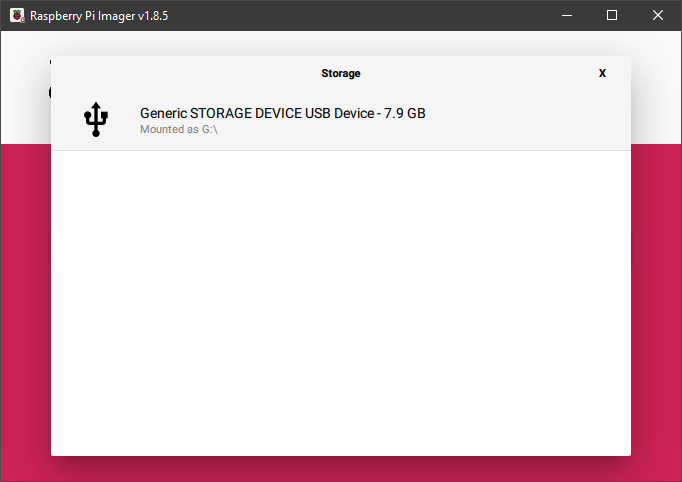 Raspberry Pi Imager v1.8.5
Storage
X
Generic STORAGE DEVICE USB Device - 7.9 GB
Mounted as G:\